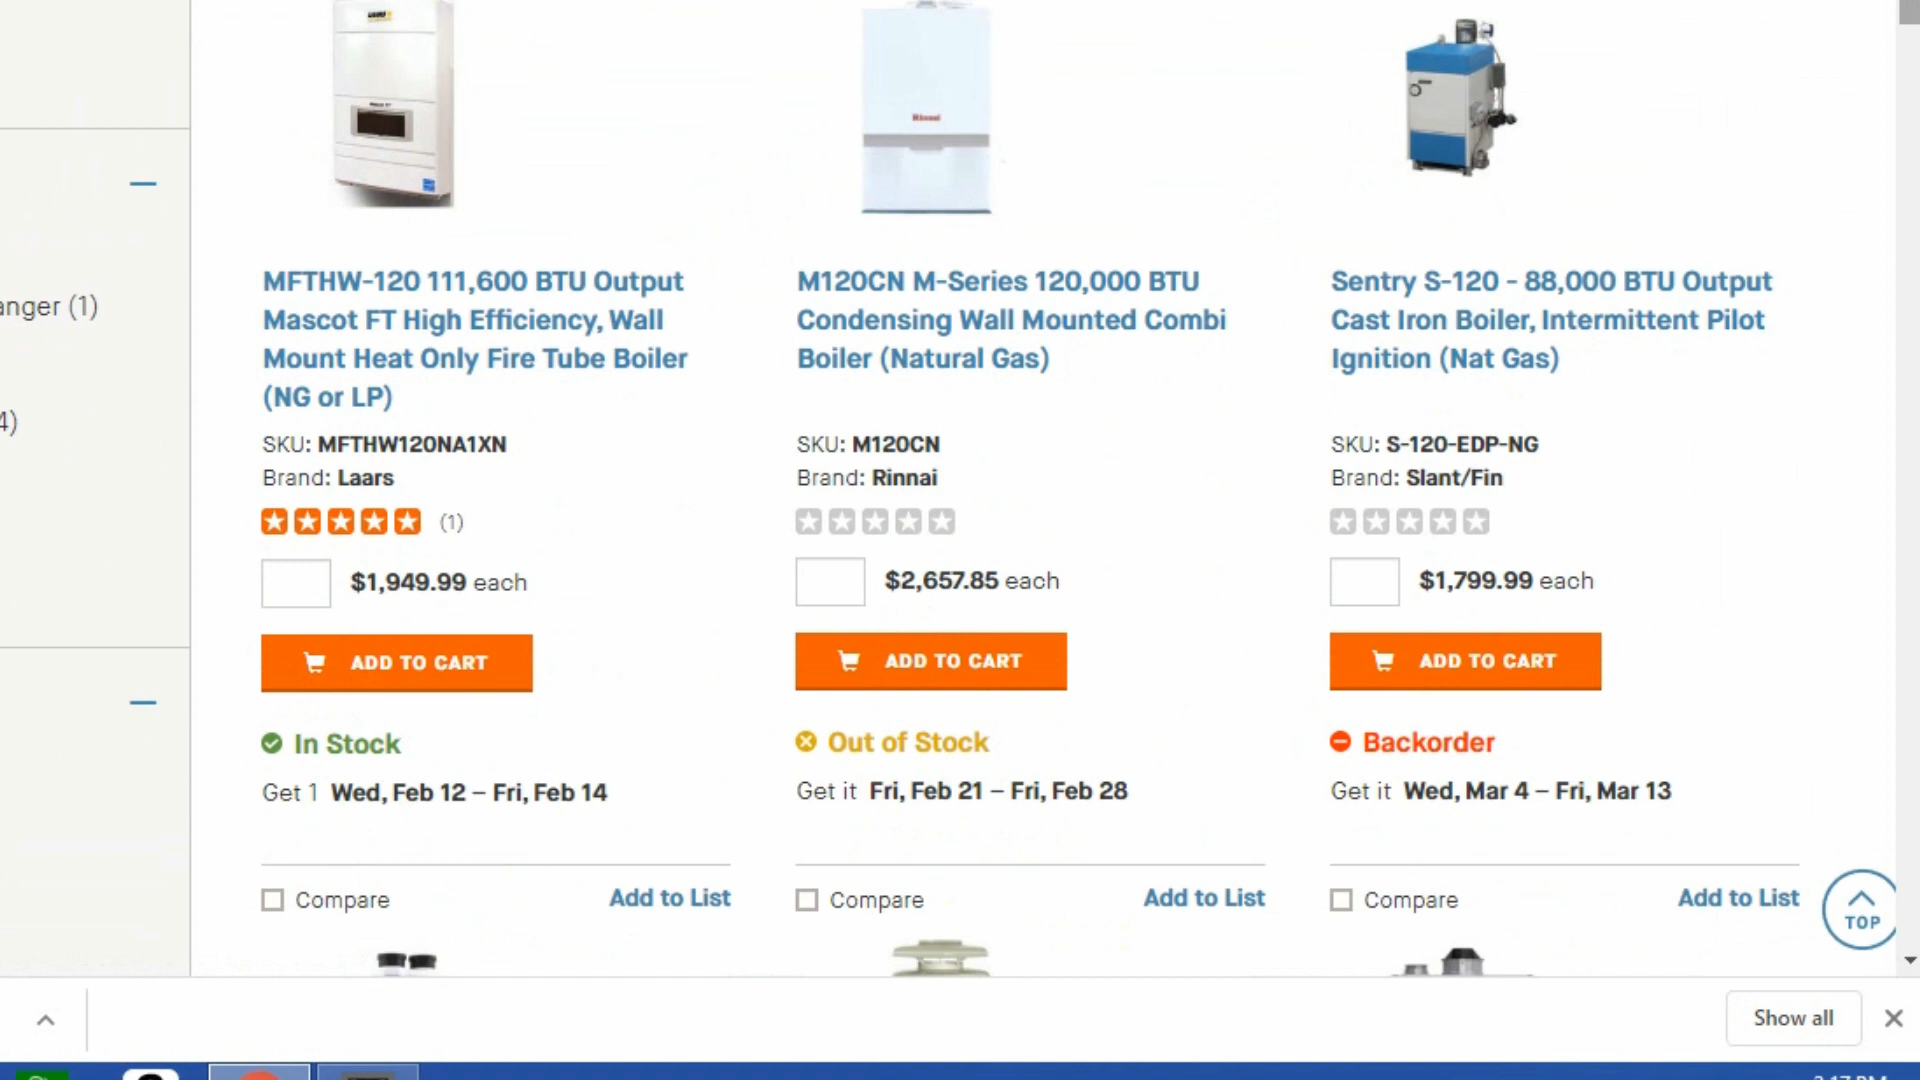 Rinnai
anger (1)
4)
MFTHW-120 111,600 BTU Output
Mascot FT High Efficiency, Wall
Mount Heat Only Fire Tube Boiler
(NG or LP)
SKU: MFTHW120NA1XN
Brand: Laars
(1)
$1,949.99 each
ADD TO CART
In Stock
Get 1 Wed, Feb 12 – Fri, Feb 14
Compare
Add to List
M120CN M-Series 120,000 BTU
Condensing Wall Mounted Combi
Boiler (Natural Gas)
SKU: M120CN
Brand: Rinnai
$2,657.85 each
ADD TO CART
Out of Stock
Get it Fri, Feb 21 – Fri, Feb 28
Compare
Add to List
Sentry S-120 - 88,000 BTU Output
Cast Iron Boiler, Intermittent Pilot
Ignition (Nat Gas)
SKU: S-120-EDP-NG
Brand: Slant/Fin
$1,799.99 each
ADD TO CART
Backorder
Get it Wed, Mar 4 – Fri, Mar 13
Compare
Add to List
TOP
Show all